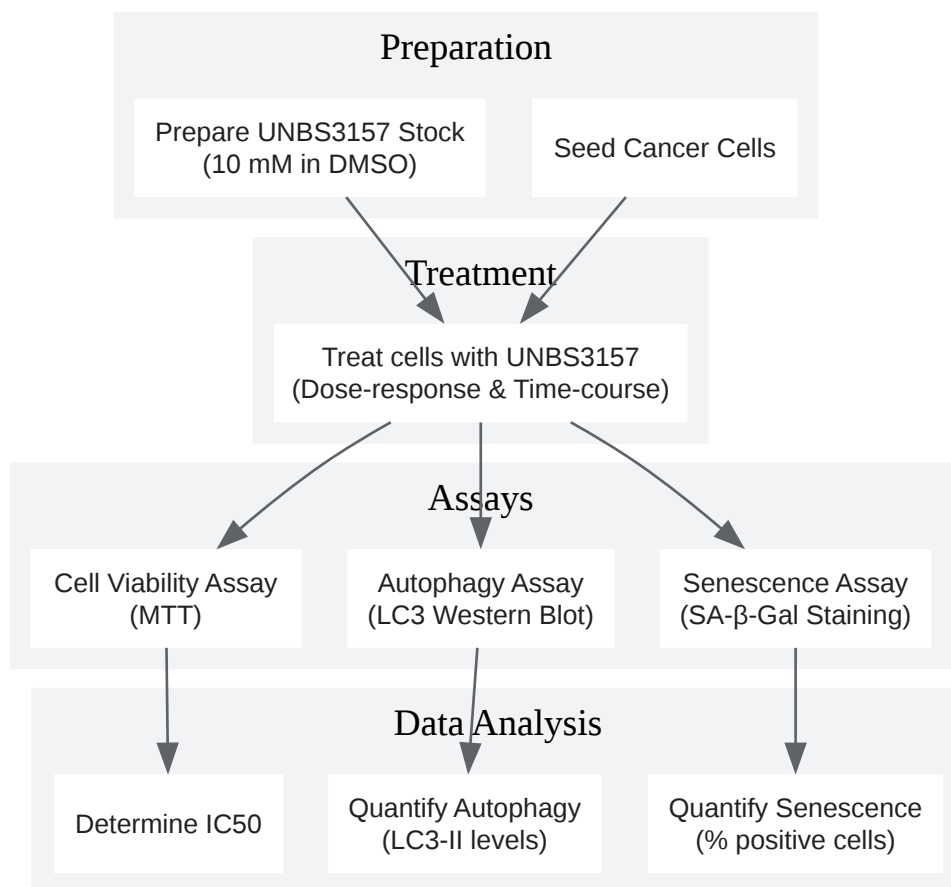 Preparation
Prepare UNBS3157 Stock
(10 mM in DMSO)
Seed Cancer Cells
Treatment
Treat cells with UNBS3157
(Dose-response & Time-course)
Assays
Cell Viability Assay
(MTT)
Autophagy Assay
(LC3 Western Blot)
Senescence Assay
(SA-β-Gal Staining)
Data Analysis
Determine IC50
Quantify Autophagy
(LC3-II levels)
Quantify Senescence
(% positive cells)